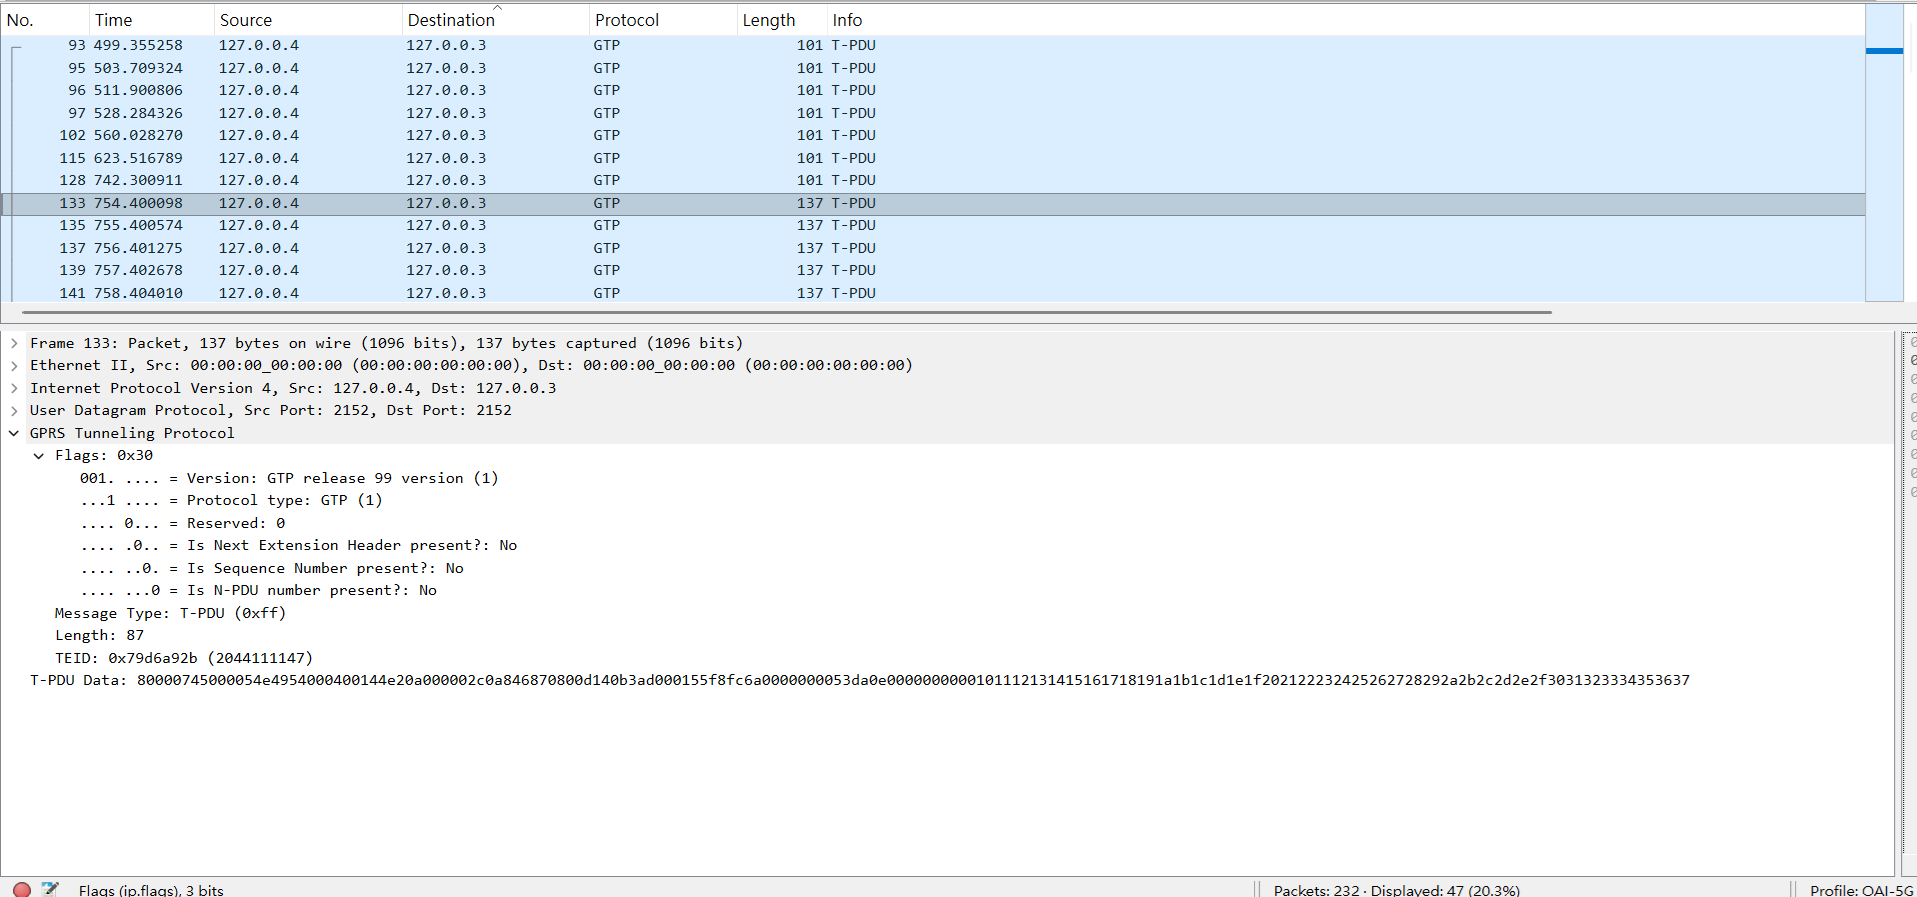 No. Time Source Destination Protocol Length Info
93 499.355258 127.0.0.4 127.0.0.3 GTP 101 T-PDU
95 503.709324 127.0.0.4 127.0.0.3 GTP 101 T-PDU
96 511.900806 127.0.0.4 127.0.0.3 GTP 101 T-PDU
97 528.284326 127.0.0.4 127.0.0.3 GTP 101 T-PDU
102 560.028270 127.0.0.4 127.0.0.3 GTP 101 T-PDU
115 623.516789 127.0.0.4 127.0.0.3 GTP 101 T-PDU
128 742.300911 127.0.0.4 127.0.0.3 GTP 101 T-PDU
133 754.400098 127.0.0.4 127.0.0.3 GTP 137 T-PDU
135 755.400574 127.0.0.4 127.0.0.3 GTP 137 T-PDU
137 756.401275 127.0.0.4 127.0.0.3 GTP 137 T-PDU
139 757.402678 127.0.0.4 127.0.0.3 GTP 137 T-PDU
141 758.404010 127.0.0.4 127.0.0.3 GTP 137 T-PDU
Frame 133: Packet, 137 bytes on wire (1096 bits), 137 bytes captured (1096 bits)
Ethernet II, Src: 00:00:00_00:00:00 (00:00:00:00:00:00), Dst: 00:00:00_00:00:00 (00:00:00:00:00:00)
Internet Protocol Version 4, Src: 127.0.0.4, Dst: 127.0.0.3
User Datagram Protocol, Src Port: 2152, Dst Port: 2152
GPRS Tunneling Protocol
Flags: 0x30
001. .... = Version: GTP release 99 version (1)
...1 .... = Protocol type: GTP (1)
.... 0... = Reserved: 0
.... .0.. = Is Next Extension Header present?: No
.... ..0. = Is Sequence Number present?: No
.... ...0 = Is N-PDU number present?: No
Message Type: T-PDU (0xff)
Length: 87
TEID: 0x79d6a92b (2044111147)
T-PDU Data: 80000745000054e4954000400144e20a000002c0a846870800d140b3ad000155f8fc6a0000000053da0e0000000000101112131415161718191a1b1c1d1e1f202122232425262728292a2b2c2d2e2f3031323334353637
Flags (ip.flags), 3 bits
Packets: 232 · Displayed: 47 (20.3%)
Profile: OAI-5G